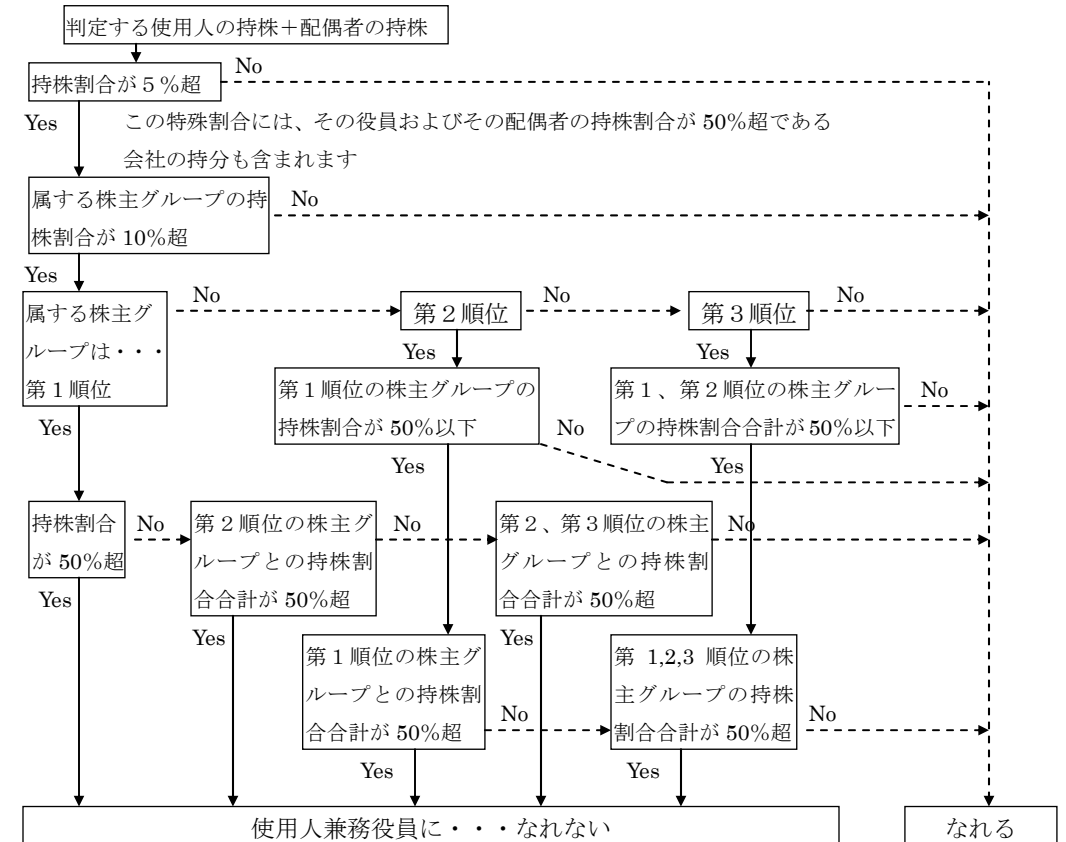 判定する使用人の持株＋配偶者の持株
No
持株割合が５％超
Yes
この特殊割合には、その役員およびその配偶者の持株割合が 50％超である
会社の持分も含まれます
属する株主グループの持
株割合が 10％超
No
Yes
属する株主グ
ループは・・・
第１順位
No
第２順位
No
第３順位
No
Yes
Yes
第１順位の株主グループの
持株割合が 50％以下
No
第１、第２順位の株主グルー
プの持株割合合計が 50％以下
No
Yes
Yes
Yes
持株割合
が 50％超
No
第２順位の株主グ
ループとの持株割
合合計が 50％超
No
第２、第３順位の株主
グループとの持株割
合合計が 50％超
No
Yes
Yes
Yes
第１順位の株主グ
ループとの持株割
合合計が 50％超
No
第 1,2,3 順位の株
主グループの持株
割合合計が 50％超
No
Yes
Yes
使用人兼務役員に・・・なれない
なれる